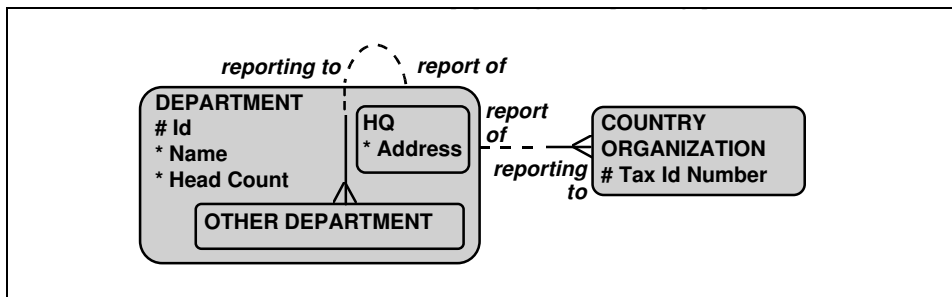 reporting to
report of
DEPARTMENT
# Id
* Name
* Head Count
HQ
* Address
OTHER DEPARTMENT
report
of
reporting
to
COUNTRY
ORGANIZATION
# Tax Id Number